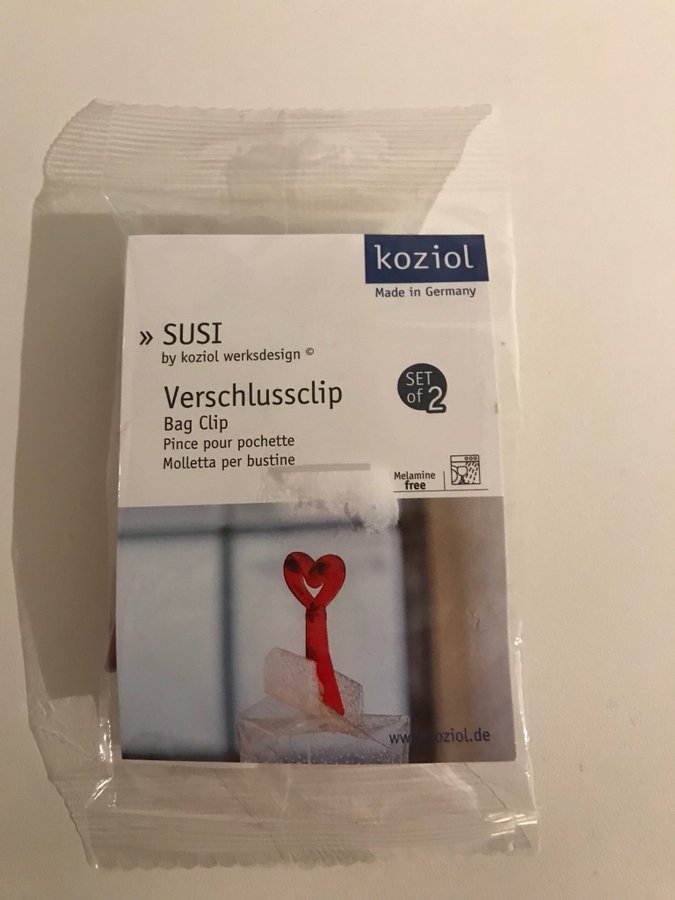 koziol
Made in Germany
» SUSI
by koziol werksdesign ©
Verschlussclip
Bag Clip
Pince pour pochette
Molletta per bustine
SET
of 2
Melamine
free